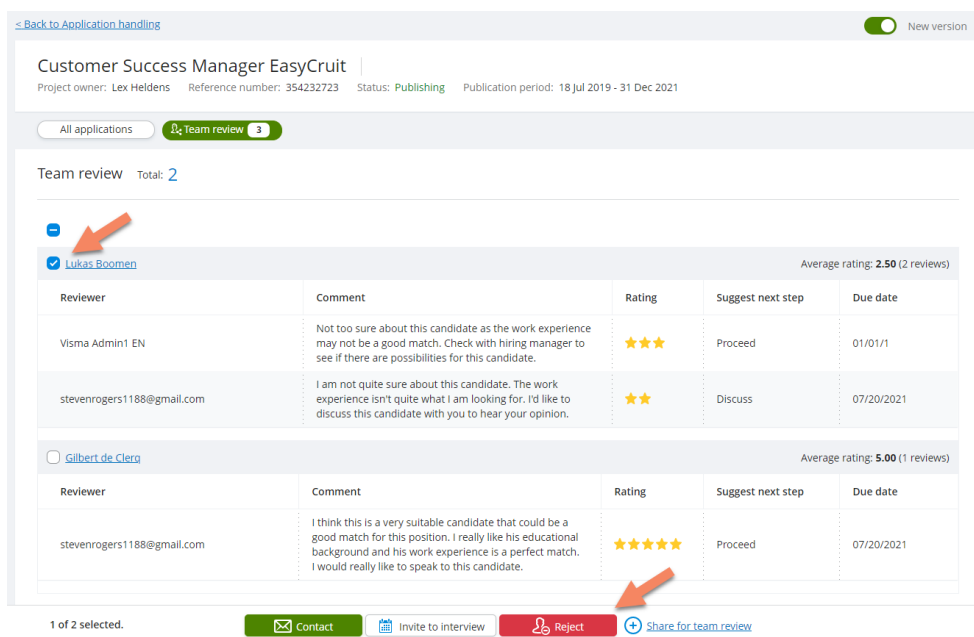 < Back to Application handling
New version
Customer Success Manager EasyCruit
Project owner: Lex Heldens Reference number: 354232723 Status: Publishing Publication period: 18 Jul 2019 - 31 Dec 2021
All applications
Team review 3
Team review Total: 2
Lukas Boomen
Average rating: 2.50 (2 reviews)
Reviewer Comment Rating Suggest next step Due date
Not too sure about this candidate as the work experience
Visma Admin1 EN may not be a good match. Check with hiring manager to Proceed 01/01/1
see if there are possibilities for this candidate.
I am not quite sure about this candidate. The work
stevenrogers1188@gmail.com experience isn't quite what I am looking for. I'd like to Discuss 07/20/2021
discuss this candidate with you to hear your opinion.
Gilbert de Clerq
Average rating: 5.00 (1 reviews)
Reviewer Comment Rating Suggest next step Due date
I think this is a very suitable candidate that could be a
good match for this position. I really like his educational
stevenrogers1188@gmail.com background and his work experience is a perfect match. Proceed 07/20/2021
I would really like to speak to this candidate.
1 of 2 selected. Contact Invite to interview Reject Share for team review